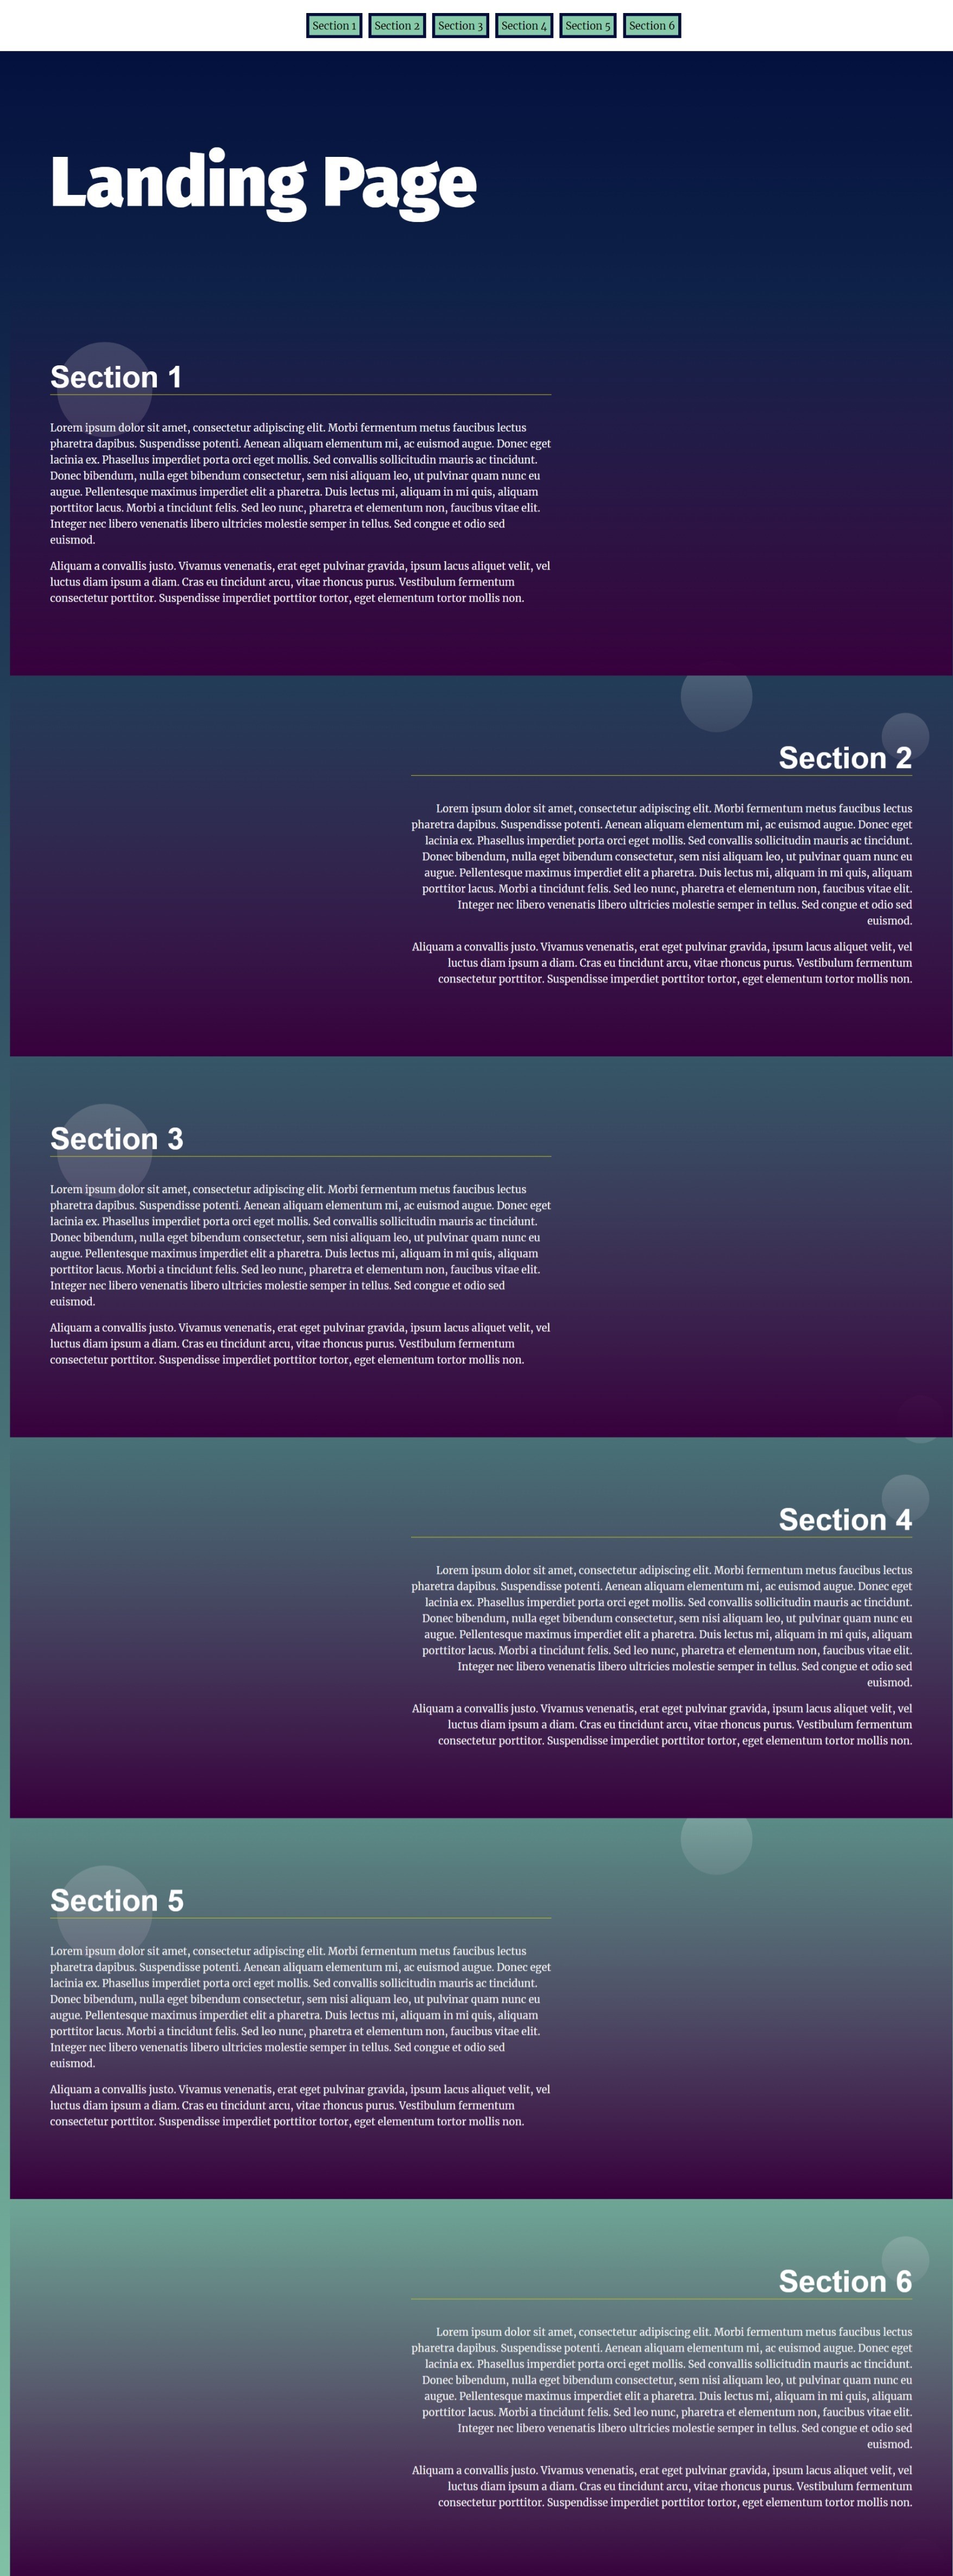 Section 1 Section 2 Section 3 Section 4 Section 5 Section 6
Landing Page
Section 1
Lorem ipsum dolor sit amet, consectetur adipiscing elit. Morbi fermentum metus faucibus lectus
pharetra dapibus. Suspendisse potenti. Aenean aliquam elementum mi, ac euismod augue. Donec eget
lacinia ex. Phasellus imperdiet porta orci eget mollis. Sed convallis sollicitudin mauris ac tincidunt.
Donec bibendum, nulla eget bibendum consectetur, sem nisi aliquam leo, ut pulvinar quam nunc eu
augue. Pellentesque maximus imperdiet elit a pharetra. Duis lectus mi, aliquam in mi quis, aliquam
porttitor lacus. Morbi a tincidunt felis. Sed leo nunc, pharetra et elementum non, faucibus vitae elit.
Integer nec libero venenatis libero ultricies molestie semper in tellus. Sed congue et odio sed
euismod.
Aliquam a convallis justo. Vivamus venenatis, erat eget pulvinar gravida, ipsum lacus aliquet velit, vel
luctus diam ipsum a diam. Cras eu tincidunt arcu, vitae rhoncus purus. Vestibulum fermentum
consectetur porttitor. Suspendisse imperdiet porttitor tortor, eget elementum tortor mollis non.
Section 2
Lorem ipsum dolor sit amet, consectetur adipiscing elit. Morbi fermentum metus faucibus lectus
pharetra dapibus. Suspendisse potenti. Aenean aliquam elementum mi, ac euismod augue. Donec eget
lacinia ex. Phasellus imperdiet porta orci eget mollis. Sed convallis sollicitudin mauris ac tincidunt.
Donec bibendum, nulla eget bibendum consectetur, sem nisi aliquam leo, ut pulvinar quam nunc eu
augue. Pellentesque maximus imperdiet elit a pharetra. Duis lectus mi, aliquam in mi quis, aliquam
porttitor lacus. Morbi a tincidunt felis. Sed leo nunc, pharetra et elementum non, faucibus vitae elit.
Integer nec libero venenatis libero ultricies molestie semper in tellus. Sed congue et odio sed
euismod.
Aliquam a convallis justo. Vivamus venenatis, erat eget pulvinar gravida, ipsum lacus aliquet velit, vel
luctus diam ipsum a diam. Cras eu tincidunt arcu, vitae rhoncus purus. Vestibulum fermentum
consectetur porttitor. Suspendisse imperdiet porttitor tortor, eget elementum tortor mollis non.
Section 3
Lorem ipsum dolor sit amet, consectetur adipiscing elit. Morbi fermentum metus faucibus lectus
pharetra dapibus. Suspendisse potenti. Aenean aliquam elementum mi, ac euismod augue. Donec eget
lacinia ex. Phasellus imperdiet porta orci eget mollis. Sed convallis sollicitudin mauris ac tincidunt.
Donec bibendum, nulla eget bibendum consectetur, sem nisi aliquam leo, ut pulvinar quam nunc eu
augue. Pellentesque maximus imperdiet elit a pharetra. Duis lectus mi, aliquam in mi quis, aliquam
porttitor lacus. Morbi a tincidunt felis. Sed leo nunc, pharetra et elementum non, faucibus vitae elit.
Integer nec libero venenatis libero ultricies molestie semper in tellus. Sed congue et odio sed
euismod.
Aliquam a convallis justo. Vivamus venenatis, erat eget pulvinar gravida, ipsum lacus aliquet velit, vel
luctus diam ipsum a diam. Cras eu tincidunt arcu, vitae rhoncus purus. Vestibulum fermentum
consectetur porttitor. Suspendisse imperdiet porttitor tortor, eget elementum tortor mollis non.
Section 4
Lorem ipsum dolor sit amet, consectetur adipiscing elit. Morbi fermentum metus faucibus lectus
pharetra dapibus. Suspendisse potenti. Aenean aliquam elementum mi, ac euismod augue. Donec eget
lacinia ex. Phasellus imperdiet porta orci eget mollis. Sed convallis sollicitudin mauris ac tincidunt.
Donec bibendum, nulla eget bibendum consectetur, sem nisi aliquam leo, ut pulvinar quam nunc eu
augue. Pellentesque maximus imperdiet elit a pharetra. Duis lectus mi, aliquam in mi quis, aliquam
porttitor lacus. Morbi a tincidunt felis. Sed leo nunc, pharetra et elementum non, faucibus vitae elit.
Integer nec libero venenatis libero ultricies molestie semper in tellus. Sed congue et odio sed
euismod.
Aliquam a convallis justo. Vivamus venenatis, erat eget pulvinar gravida, ipsum lacus aliquet velit, vel
luctus diam ipsum a diam. Cras eu tincidunt arcu, vitae rhoncus purus. Vestibulum fermentum
consectetur porttitor. Suspendisse imperdiet porttitor tortor, eget elementum tortor mollis non.
Section 5
Lorem ipsum dolor sit amet, consectetur adipiscing elit. Morbi fermentum metus faucibus lectus
pharetra dapibus. Suspendisse potenti. Aenean aliquam elementum mi, ac euismod augue. Donec eget
lacinia ex. Phasellus imperdiet porta orci eget mollis. Sed convallis sollicitudin mauris ac tincidunt.
Donec bibendum, nulla eget bibendum consectetur, sem nisi aliquam leo, ut pulvinar quam nunc eu
augue. Pellentesque maximus imperdiet elit a pharetra. Duis lectus mi, aliquam in mi quis, aliquam
porttitor lacus. Morbi a tincidunt felis. Sed leo nunc, pharetra et elementum non, faucibus vitae elit.
Integer nec libero venenatis libero ultricies molestie semper in tellus. Sed congue et odio sed
euismod.
Aliquam a convallis justo. Vivamus venenatis, erat eget pulvinar gravida, ipsum lacus aliquet velit, vel
luctus diam ipsum a diam. Cras eu tincidunt arcu, vitae rhoncus purus. Vestibulum fermentum
consectetur porttitor. Suspendisse imperdiet porttitor tortor, eget elementum tortor mollis non.
Section 6
Lorem ipsum dolor sit amet, consectetur adipiscing elit. Morbi fermentum metus faucibus lectus
pharetra dapibus. Suspendisse potenti. Aenean aliquam elementum mi, ac euismod augue. Donec eget
lacinia ex. Phasellus imperdiet porta orci eget mollis. Sed convallis sollicitudin mauris ac tincidunt.
Donec bibendum, nulla eget bibendum consectetur, sem nisi aliquam leo, ut pulvinar quam nunc eu
augue. Pellentesque maximus imperdiet elit a pharetra. Duis lectus mi, aliquam in mi quis, aliquam
porttitor lacus. Morbi a tincidunt felis. Sed leo nunc, pharetra et elementum non, faucibus vitae elit.
Integer nec libero venenatis libero ultricies molestie semper in tellus. Sed congue et odio sed
euismod.
Aliquam a convallis justo. Vivamus venenatis, erat eget pulvinar gravida, ipsum lacus aliquet velit, vel
luctus diam ipsum a diam. Cras eu tincidunt arcu, vitae rhoncus purus. Vestibulum fermentum
consectetur porttitor. Suspendisse imperdiet porttitor tortor, eget elementum tortor mollis non.